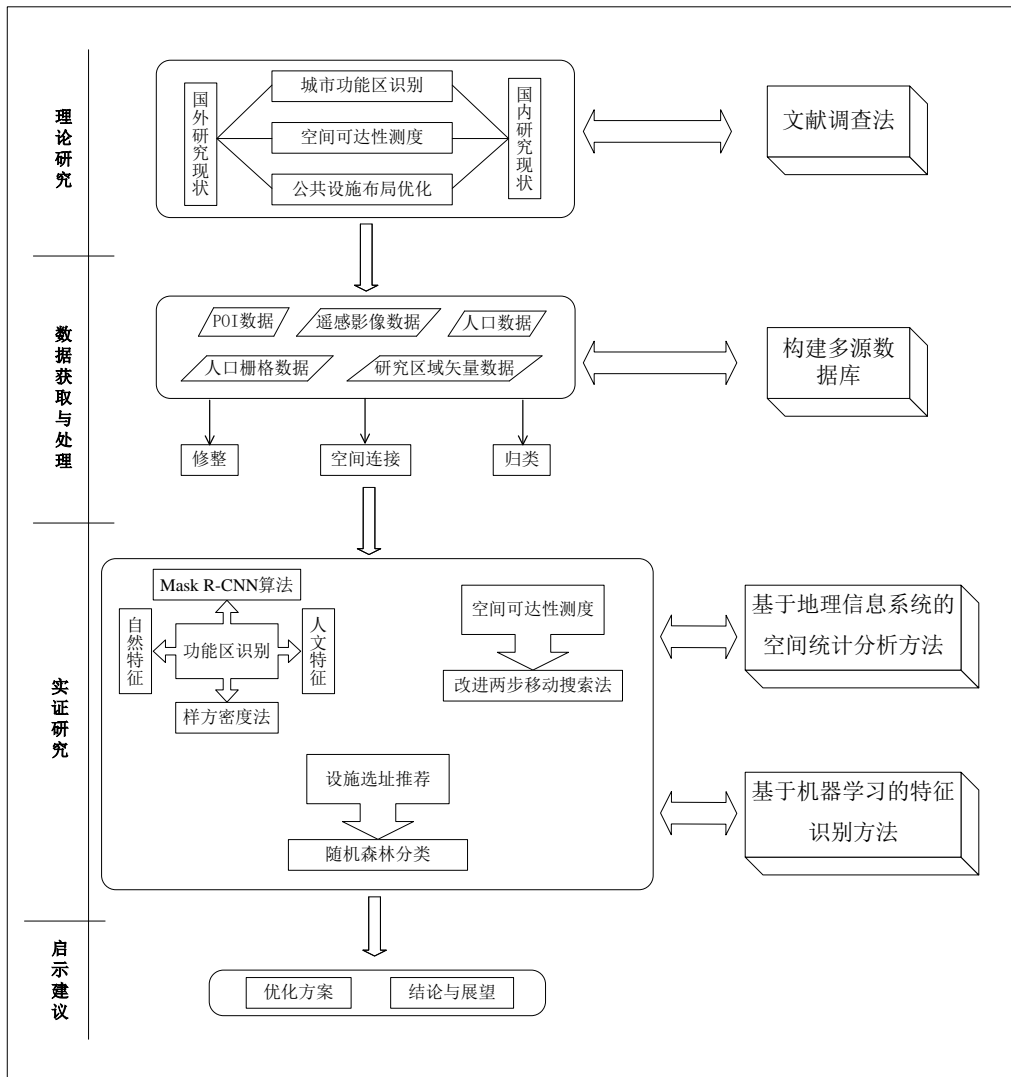 理论研究
国外研究现状
城市功能区识别
空间可达性测度
公共设施布局优化
国内研究现状
文献调查法
数据获取与处理
POI数据
遥感影像数据
人口数据
人口栅格数据
研究区域矢量数据
构建多源数
据库
修整
空间连接
归类
实证研究
Mask R-CNN算法
自然特征
功能区识别
人文特征
样方密度法
空间可达性测度
改进两步移动搜索法
基于地理信息系统的
空间统计分析方法
设施选址推荐
随机森林分类
基于机器学习的特征
识别方法
启示建议
优化方案
结论与展望